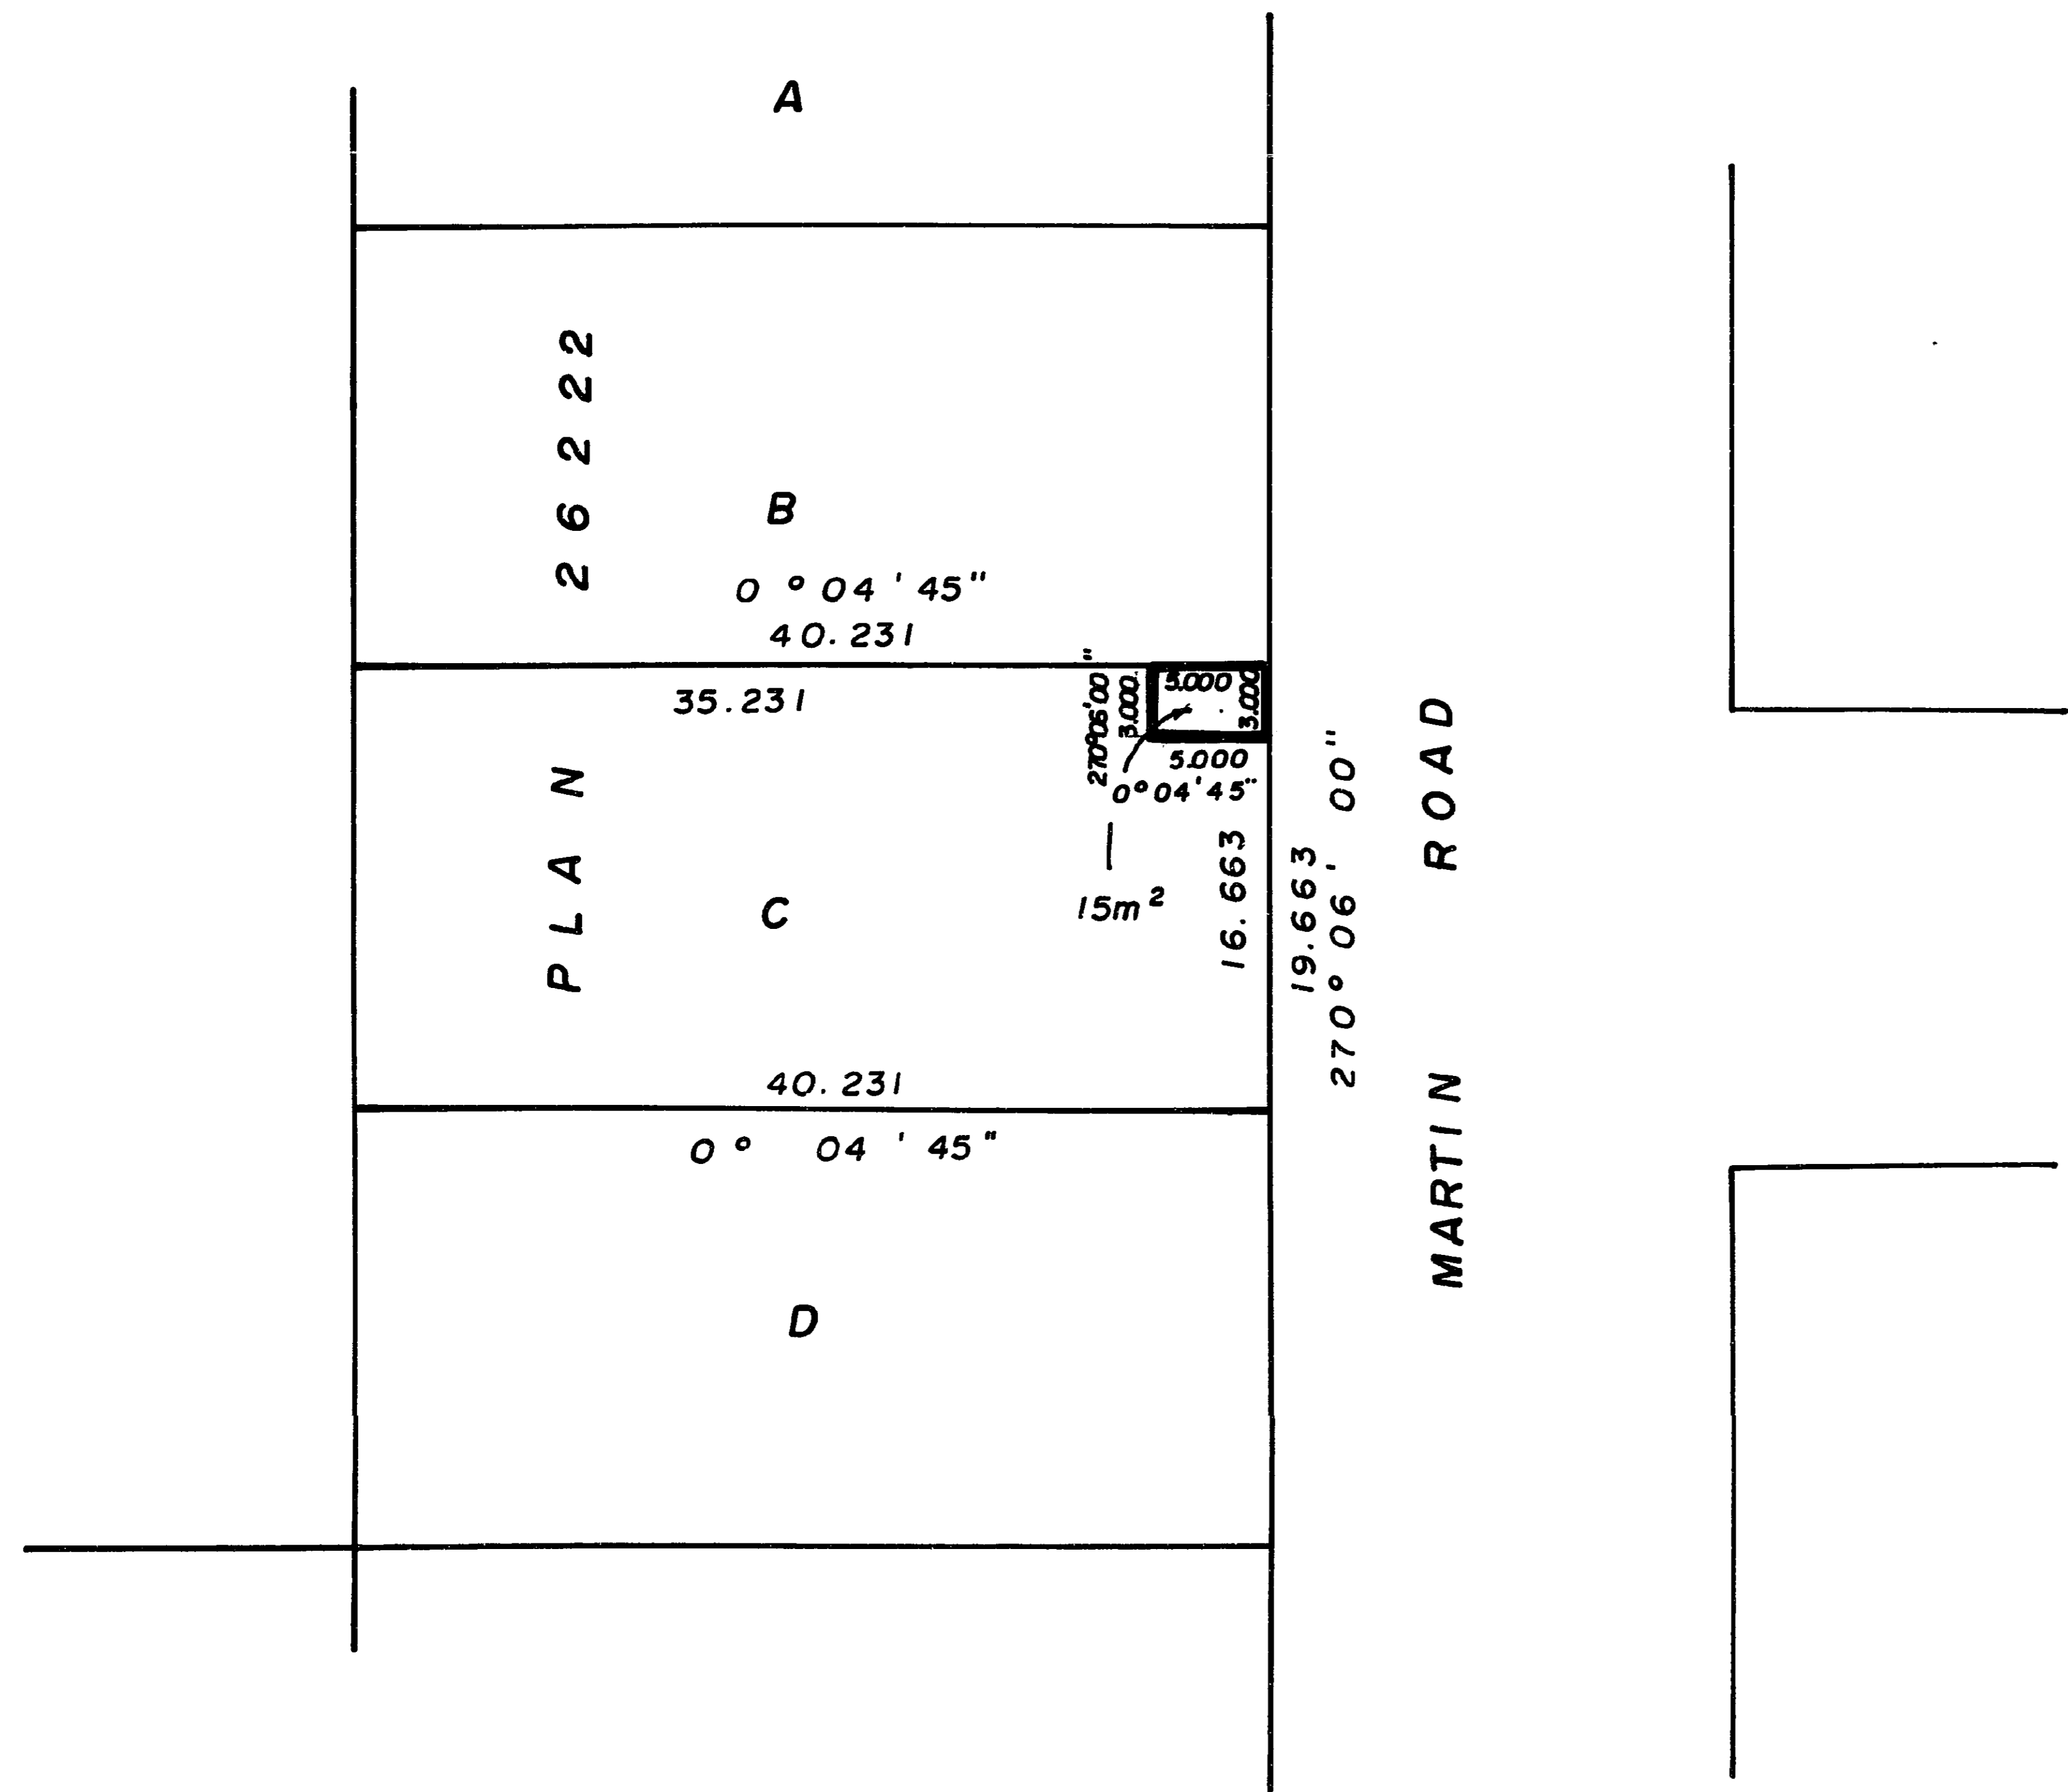 A
PLAN 26222
B
0° 04' 45"
40.231
35.231
270°06'00"
3.000
5.000
3.000
5.000
0°04'45"
15m²
C
16.663
19.663
270° 06' 00"
MARTIN ROAD
40.231
0° 04' 45"
D